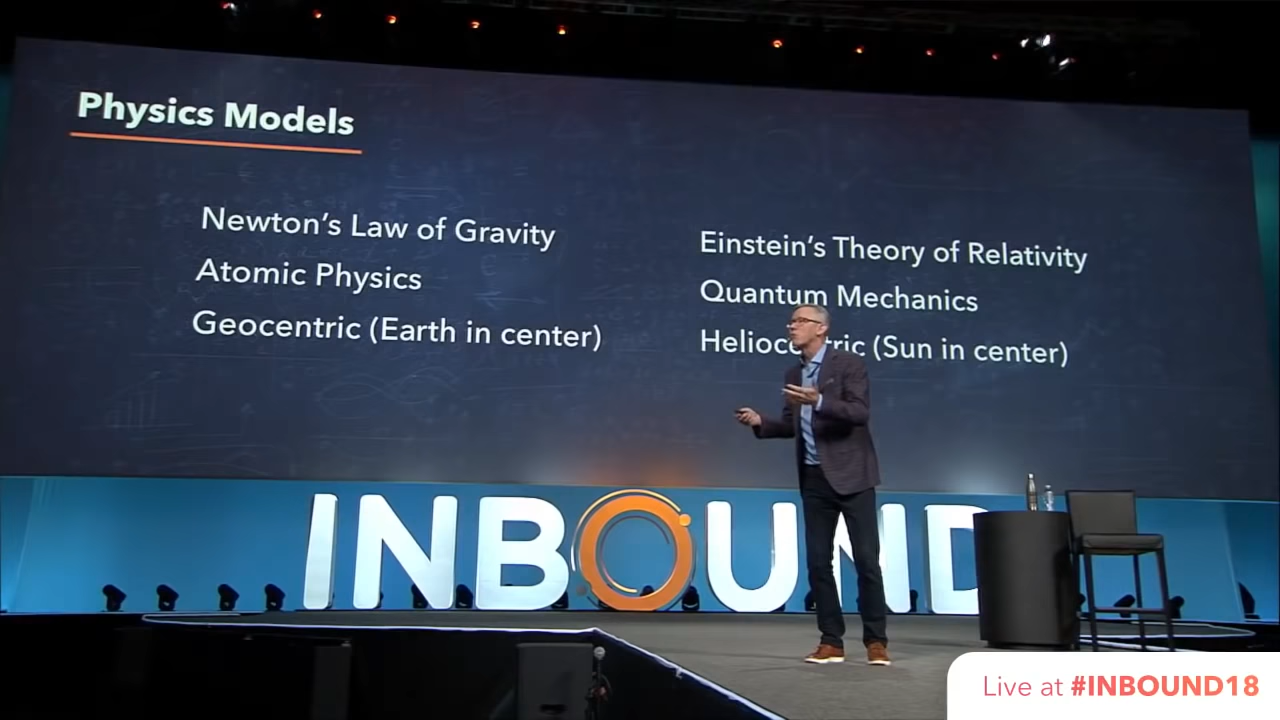 Physics Models
Newton's Law of Gravity
Atomic Physics
Geocentric (Earth in center)
Einstein's Theory of Relativity
Quantum Mechanics
Heliocentric (Sun in center)
INBOUND
Live at #INBOUND18